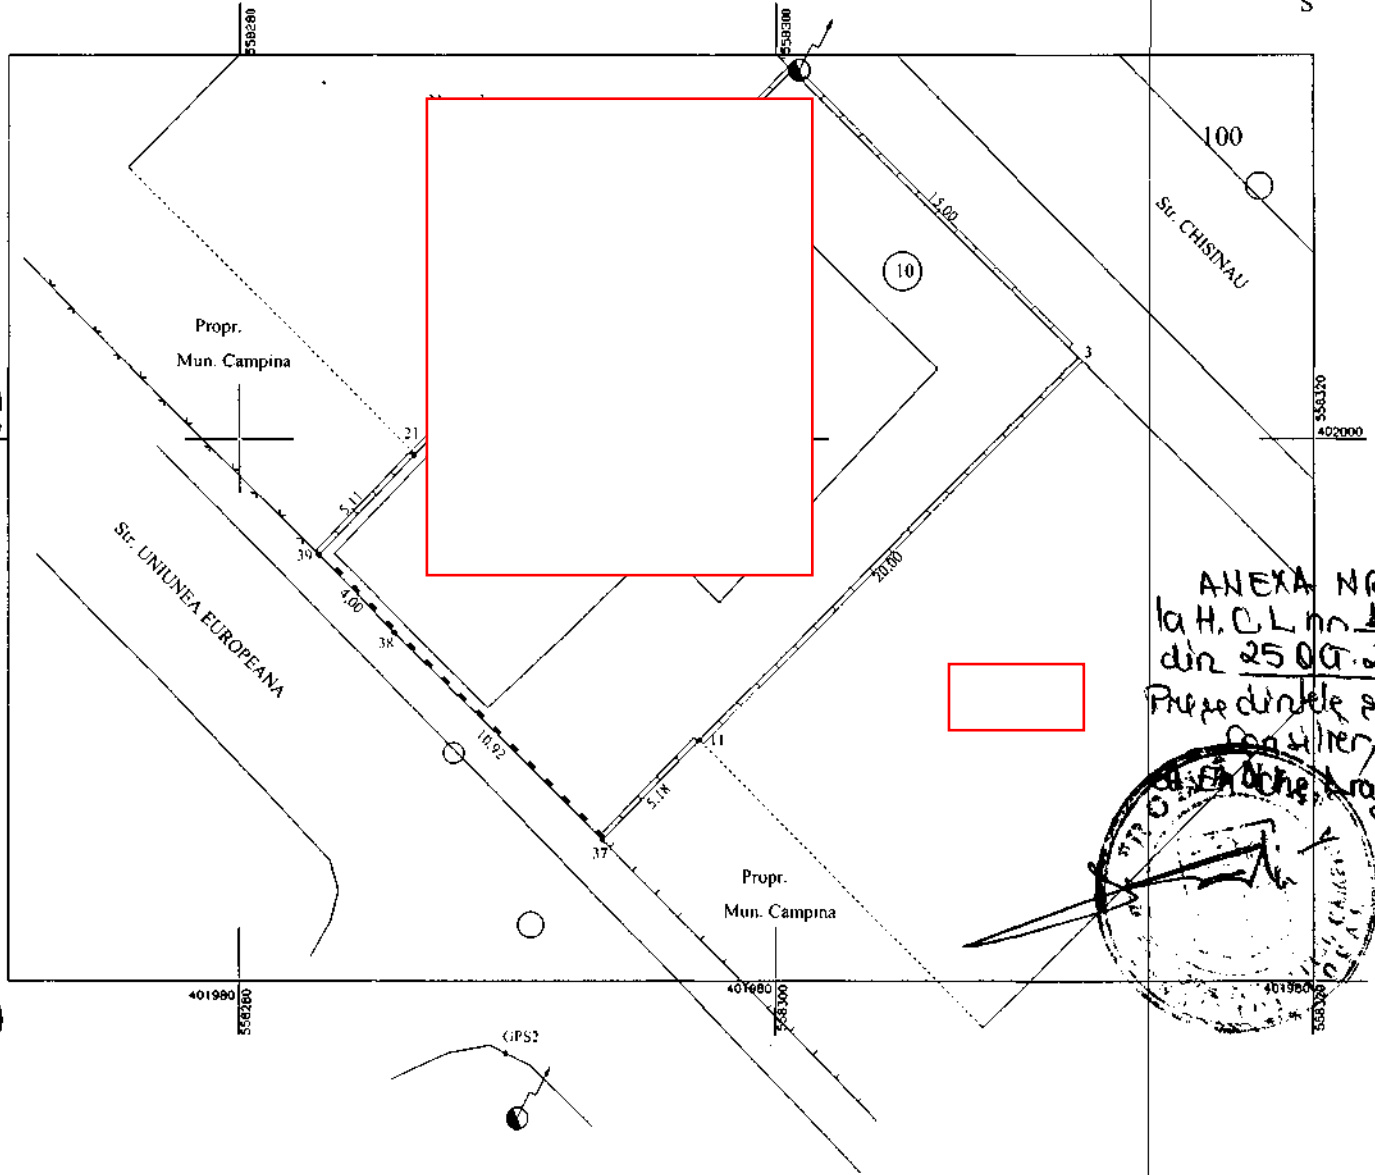 S
558280
558300
100
15.00
Str. CHISINAU
10
Propr.
Mun. Campina
3
558320
21
402000
5.11
39
Str. UNIUNEA EUROPEANA
4.00
38
20.00
ANEXA
la H.C.L nr.
din 25 OCT.
10.92
11
5.18
37
Propr.
Mun. Campina
401980
401980
401980
558280
558300
558320
GPS2